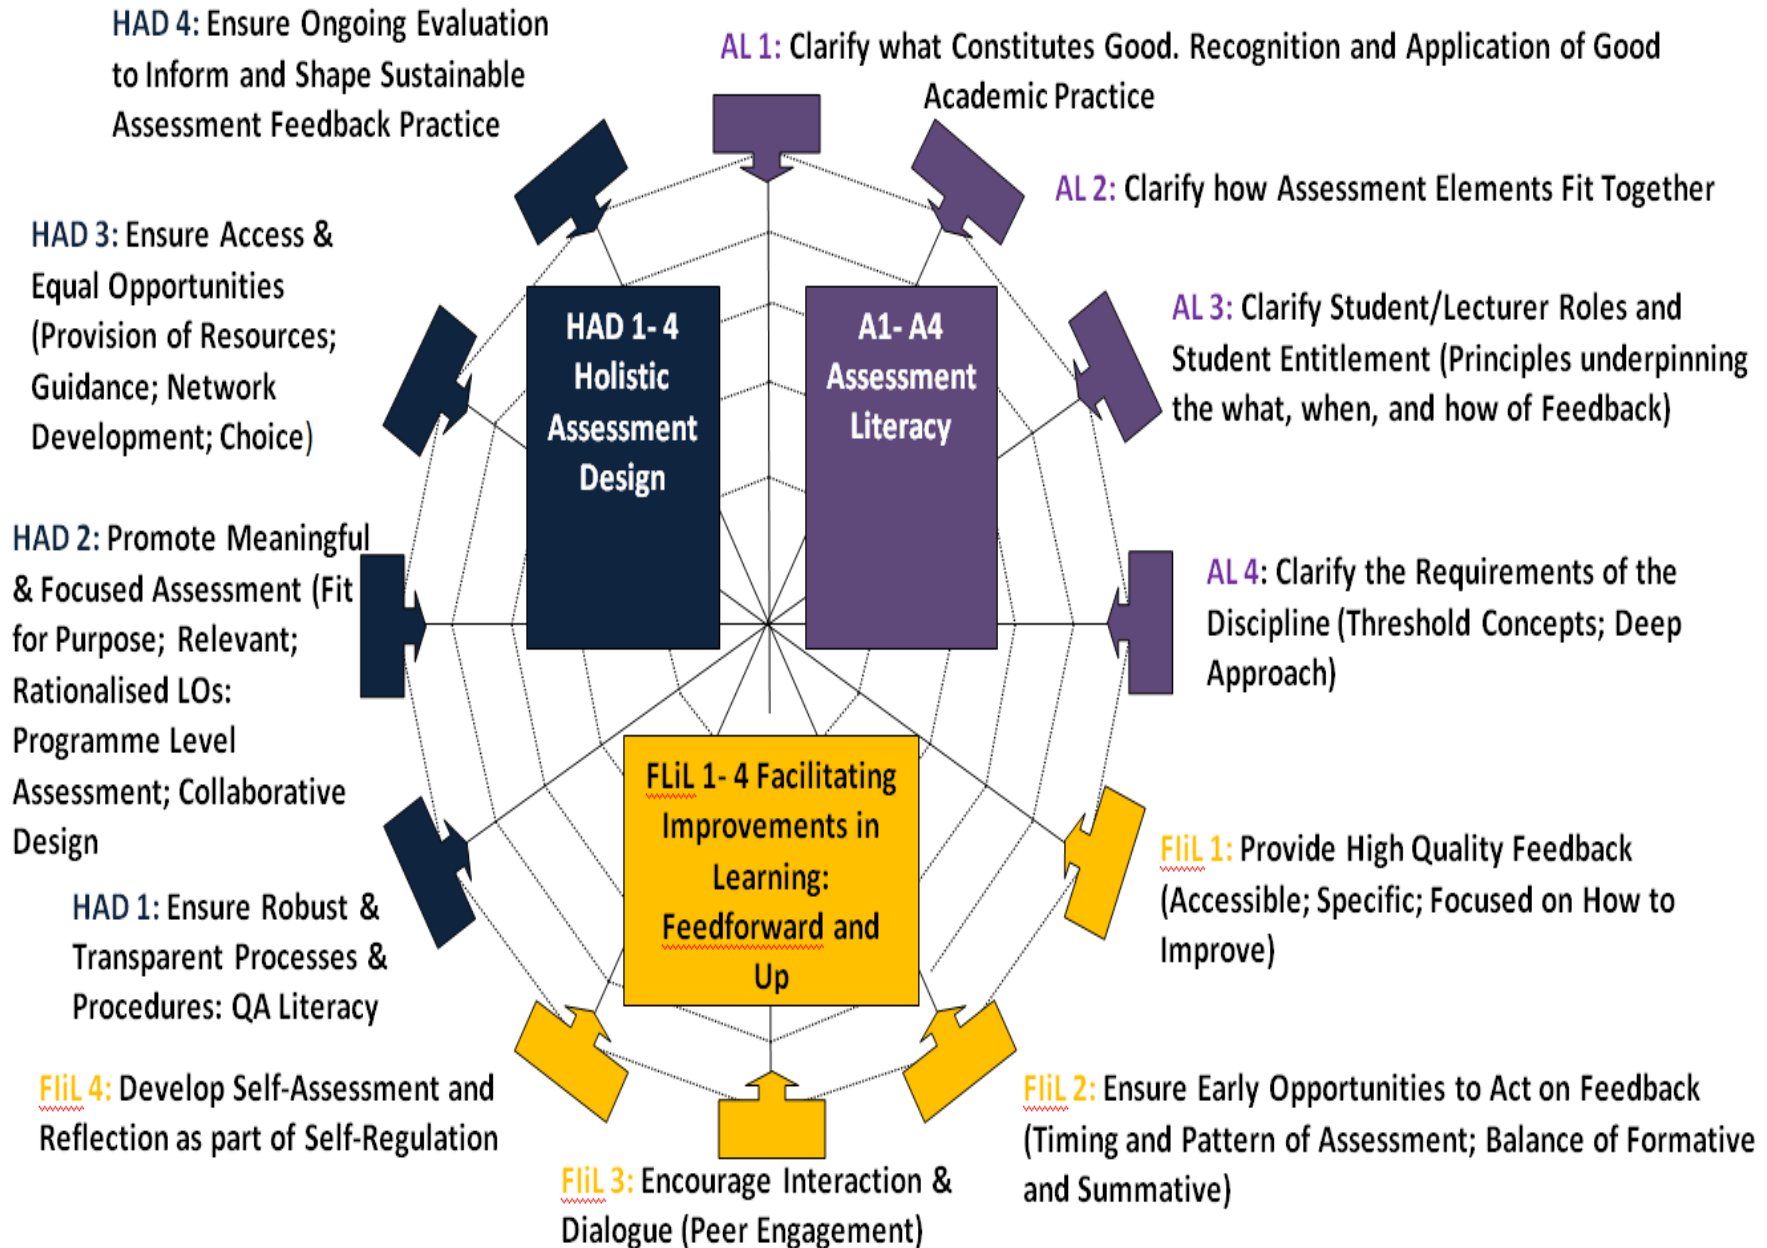 HAD 4: Ensure Ongoing Evaluation
to Inform and Shape Sustainable
Assessment Feedback Practice
AL 1: Clarify what Constitutes Good. Recognition and Application of Good
Academic Practice
AL 2: Clarify how Assessment Elements Fit Together
HAD 3: Ensure Access &
Equal Opportunities
(Provision of Resources;
Guidance; Network
Development; Choice)
HAD 1- 4
Holistic
Assessment
Design
A1- A4
Assessment
Literacy
AL 3: Clarify Student/Lecturer Roles and
Student Entitlement (Principles underpinning
the what, when, and how of Feedback)
HAD 2: Promote Meaningful
& Focused Assessment (Fit
for Purpose; Relevant;
Rationalised LOs:
Programme Level
Assessment; Collaborative
Design
AL 4: Clarify the Requirements of the
Discipline (Threshold Concepts; Deep
Approach)
FLiL 1- 4 Facilitating
Improvements in
Learning:
Feedforward and
Up
HAD 1: Ensure Robust &
Transparent Processes &
Procedures: QA Literacy
FliL 1: Provide High Quality Feedback
(Accessible; Specific; Focused on How to
Improve)
FliL 4: Develop Self-Assessment and
Reflection as part of Self-Regulation
FliL 2: Ensure Early Opportunities to Act on Feedback
(Timing and Pattern of Assessment; Balance of Formative
and Summative)
FliL 3: Encourage Interaction &
Dialogue (Peer Engagement)